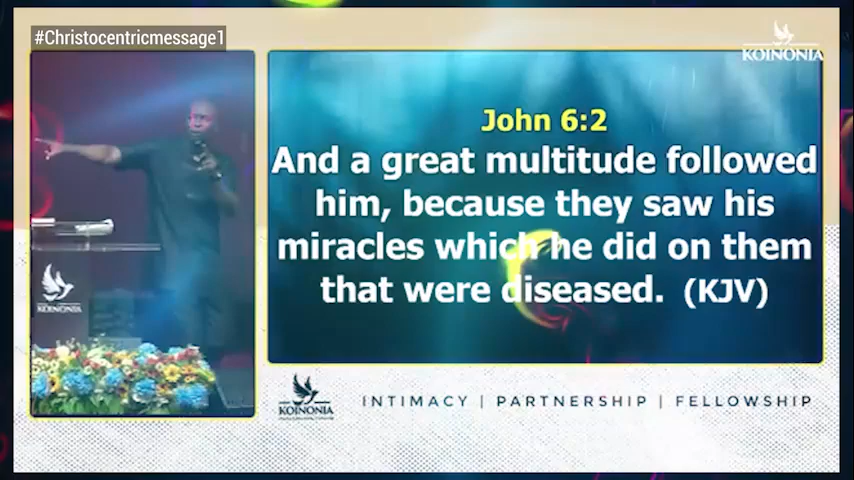 #Christocentricmessage1
KOINONIA
John 6:2
And a great multitude followed
him, because they saw his
miracles which he did on them
that were diseased. (KJV)
KOINONIA
KOINONIA
INTIMACY | PARTNERSHIP | FELLOWSHIP